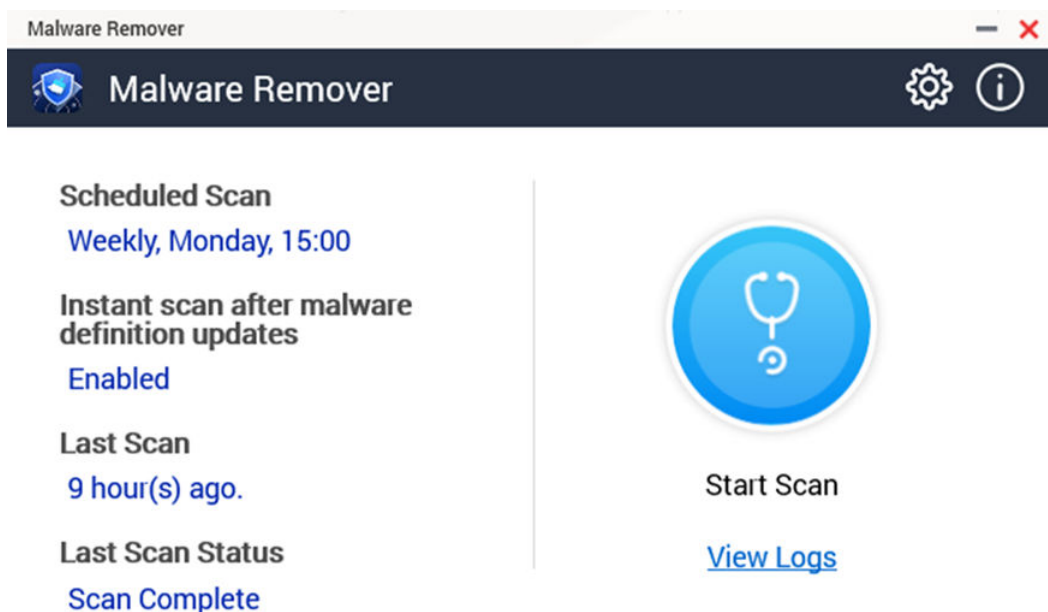 Malware Remover
Malware Remover
Scheduled Scan
Weekly, Monday, 15:00
Instant scan after malware
definition updates
Enabled
Last Scan
9 hour(s) ago.
Last Scan Status
Scan Complete
Start Scan
View Logs